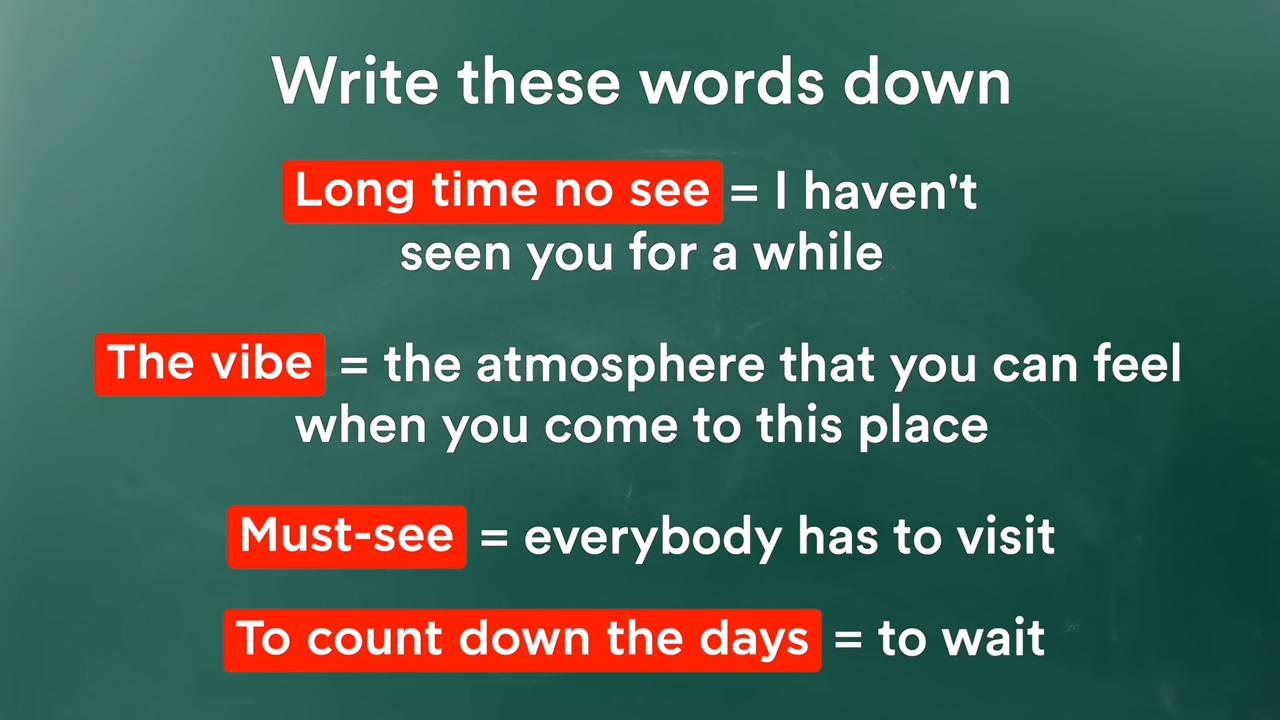 Write these words down
Long time no see = I haven't
seen you for a while
The vibe = the atmosphere that you can feel
when you come to this place
Must-see = everybody has to visit
To count down the days = to wait